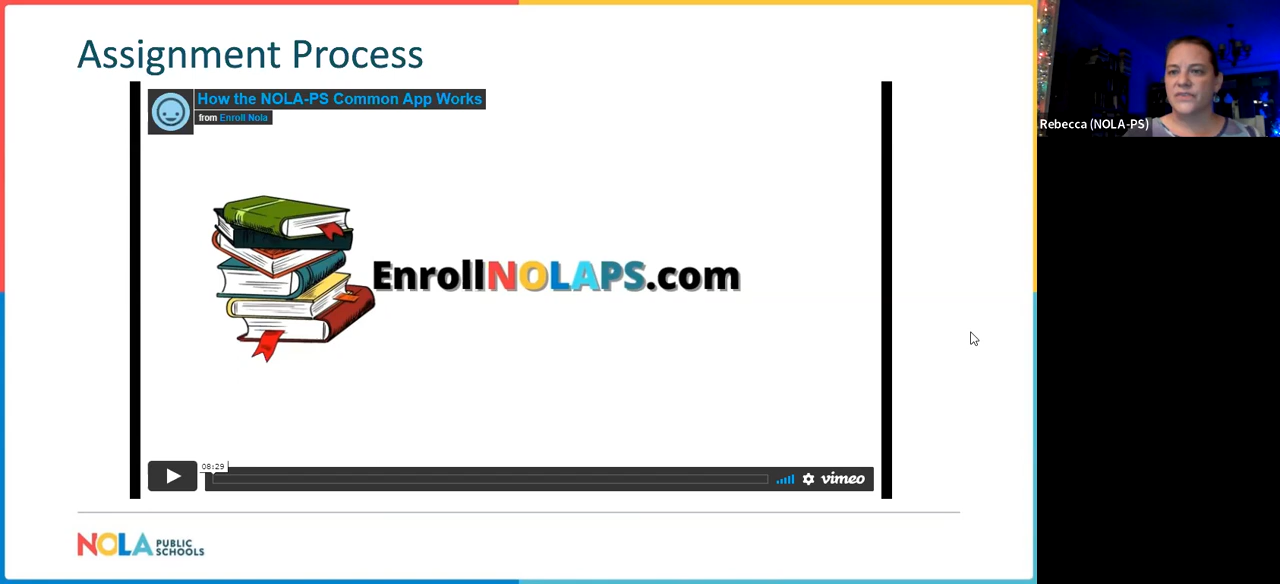 Assignment Process
How the NOLA-PS Common App Works
from Enroll Nola
EnrollNOLAPS.com
08:29
vimeo
NOLA PUBLIC SCHOOLS
Rebecca (NOLA-PS)